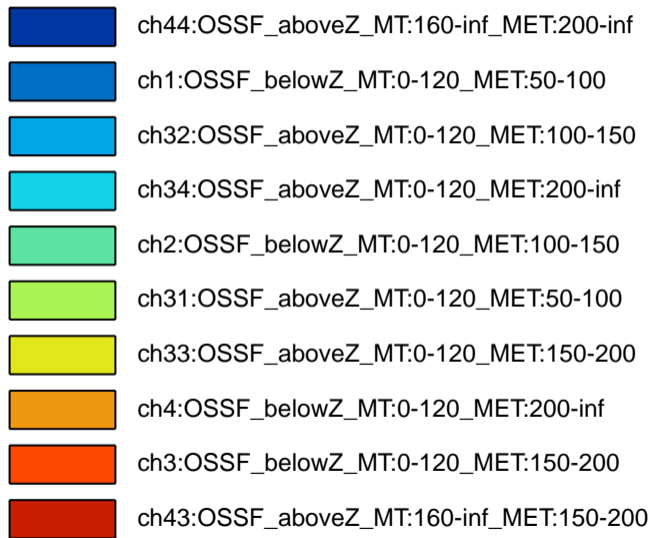 ch44:OSSF_aboveZ_MT:160-inf_MET:200-inf
ch1:OSSF_belowZ_MT:0-120_MET:50-100
ch32:OSSF_aboveZ_MT:0-120_MET:100-150
ch34:OSSF_aboveZ_MT:0-120_MET:200-inf
ch2:OSSF_belowZ_MT:0-120_MET:100-150
ch31:OSSF_aboveZ_MT:0-120_MET:50-100
ch33:OSSF_aboveZ_MT:0-120_MET:150-200
ch4:OSSF_belowZ_MT:0-120_MET:200-inf
ch3:OSSF_belowZ_MT:0-120_MET:150-200
ch43:OSSF_aboveZ_MT:160-inf_MET:150-200